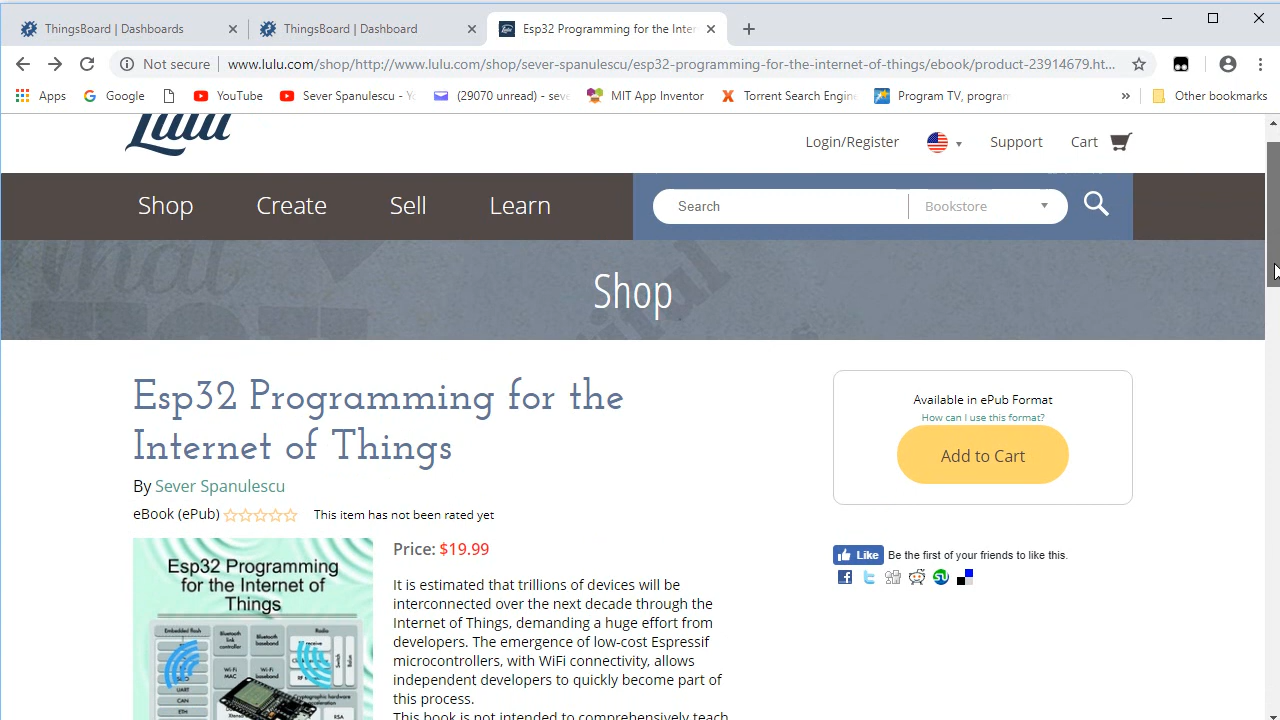 ThingsBoard | Dashboards
ThingsBoard | Dashboard
Esp32 Programming for the Inter
Not secure
www.lulu.com/shop/http://www.lulu.com/shop/sever-spanulescu/esp32-programming-for-the-internet-of-things/ebook/product-23914679.ht...
Apps
Google
YouTube
Sever Spanulescu - Yo
(29070 unread) - seve
MIT App Inventor
Torrent Search Engine
Program TV, program
»
Other bookmarks
Lulu
Login/Register
Support
Cart
Shop
Create
Sell
Learn
Search
Bookstore
Shop
Esp32 Programming for the
Internet of Things
By Sever Spanulescu
eBook (ePub)
This item has not been rated yet
Available in ePub Format
How can I use this format?
Add to Cart
Like
Be the first of your friends to like this.
Esp32 Programming
for the Internet of
Things
Embedded flash
Bluetooth link controller
Bluetooth baseband
Radio
Wi-Fi MAC
Wi-Fi baseband
UART
CAN
ETH
Cryptographic hardware acceleration
RSA
Price: $19.99
It is estimated that trillions of devices will be
interconnected over the next decade through the
Internet of Things, demanding a huge effort from
developers. The emergence of low-cost Espressif
microcontrollers, with WiFi connectivity, allows
independent developers to quickly become part of
this process.
This book is not intended to comprehensively teach